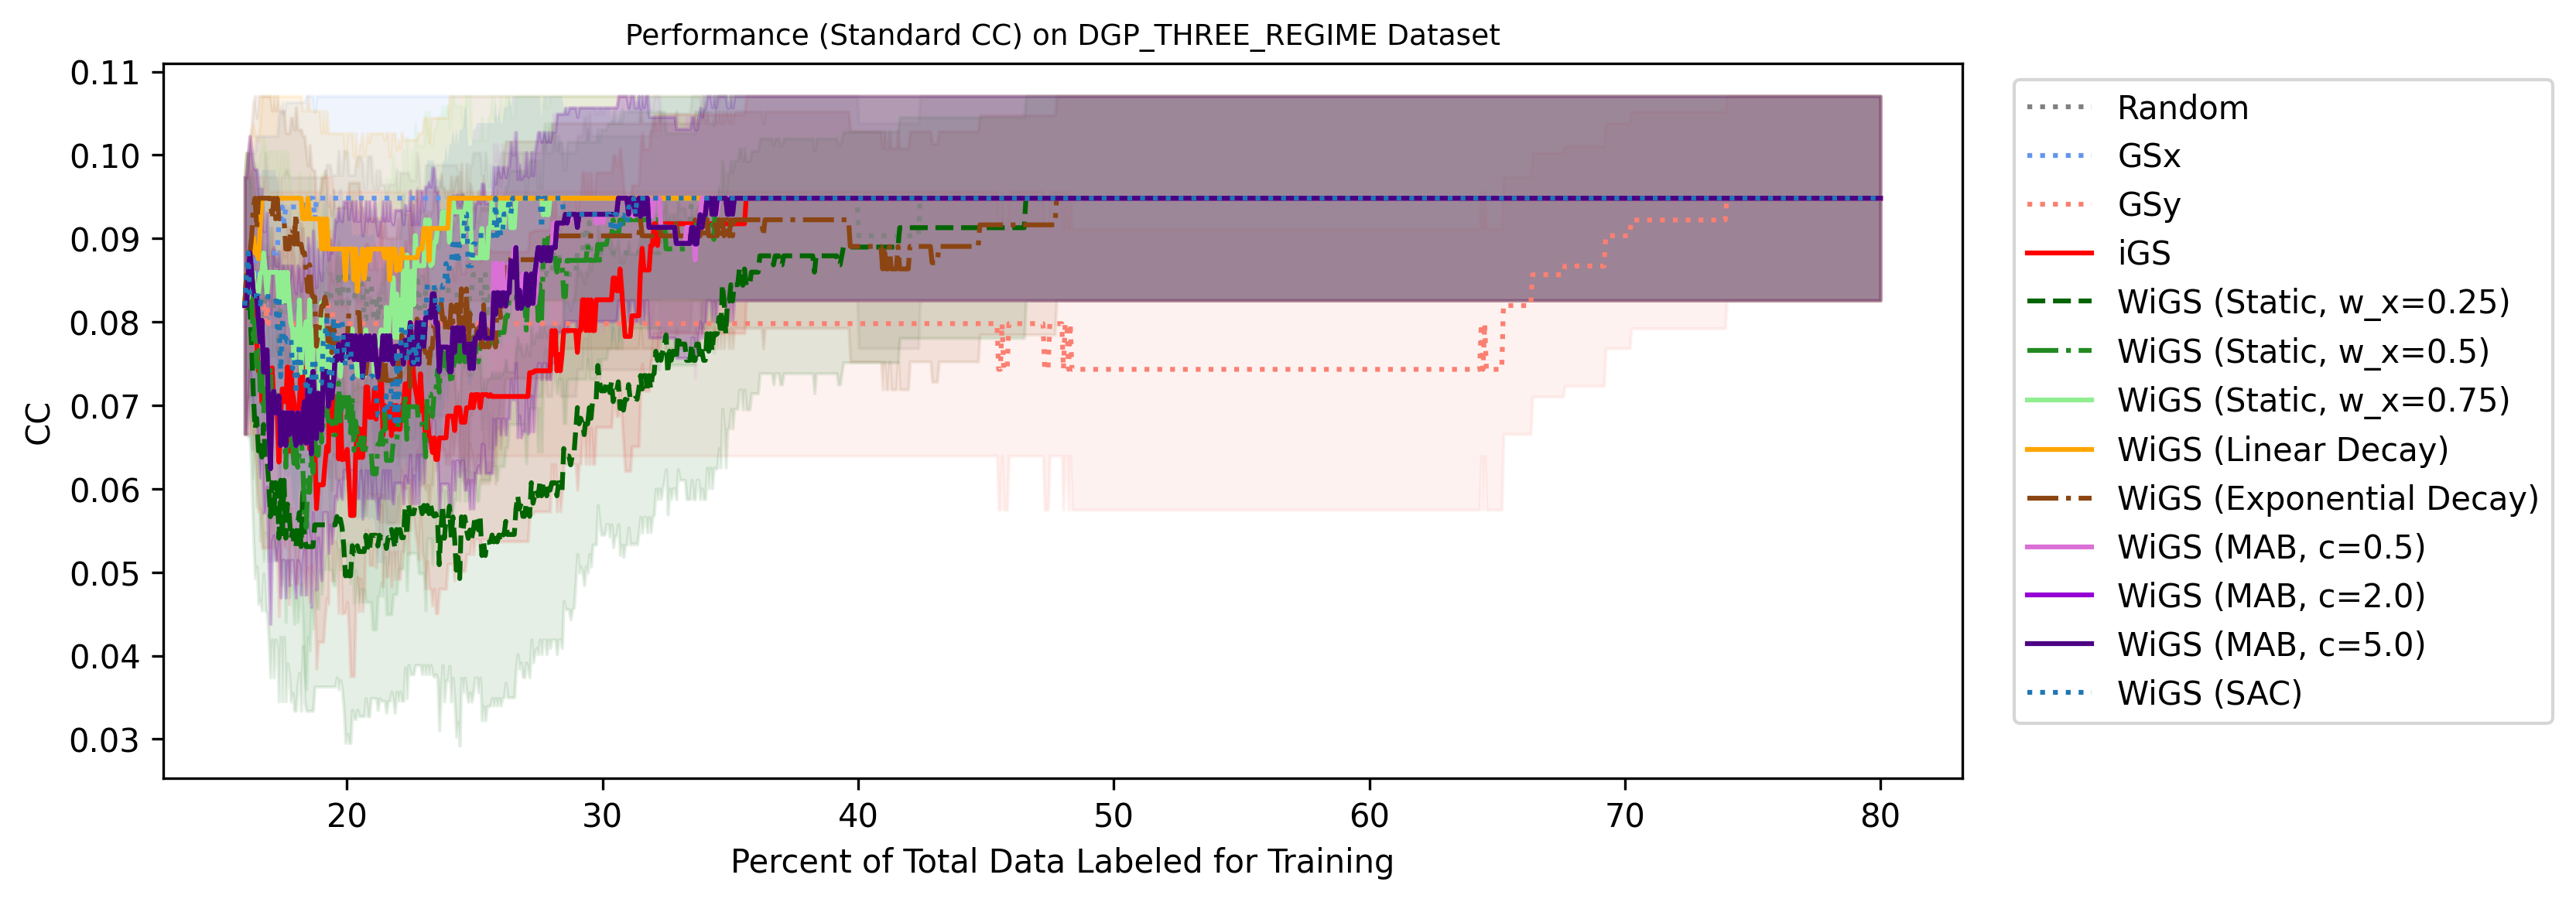 Performance (Standard CC) on DGP_THREE_REGIME Dataset
CC
0.11
0.10
0.09
0.08
0.07
0.06
0.05
0.04
0.03
20
30
40
50
60
70
80
Percent of Total Data Labeled for Training
Random
GSx
GSy
iGS
WiGS (Static, w_x=0.25)
WiGS (Static, w_x=0.5)
WiGS (Static, w_x=0.75)
WiGS (Linear Decay)
WiGS (Exponential Decay)
WiGS (MAB, c=0.5)
WiGS (MAB, c=2.0)
WiGS (MAB, c=5.0)
WiGS (SAC)